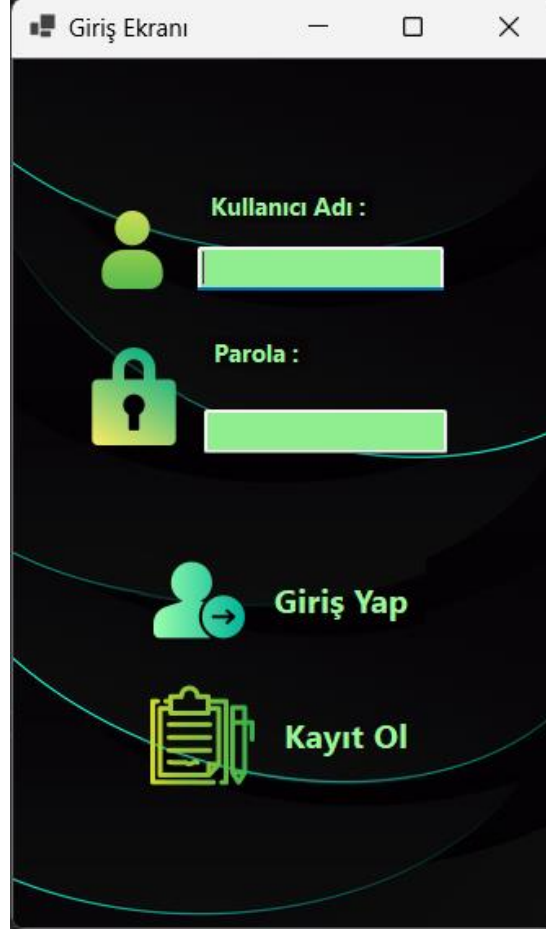 Giriş Ekranı
Kullanıcı Adı :
Parola :
Giriş Yap
Kayıt Ol